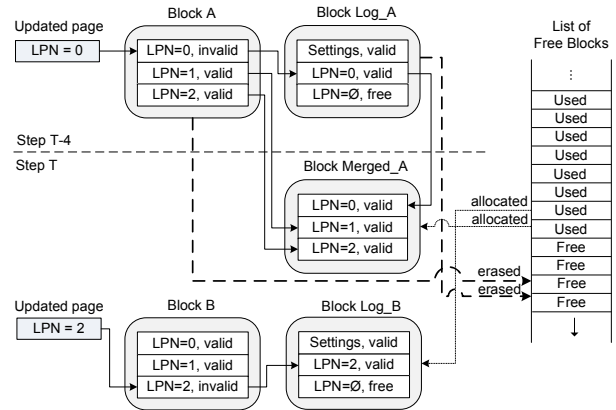 Updated page
LPN = 0
Block A
LPN=0, invalid
LPN=1, valid
LPN=2, valid
Block Log_A
Settings, valid
LPN=0, valid
LPN=Ø, free
List of
Free Blocks
⋮
Used
Used
Used
Used
Used
Used
Used
Used
Free
Free
Free
Free
Step T-4
Step T
Block Merged_A
LPN=0, valid
LPN=1, valid
LPN=2, valid
allocated
allocated
erased
erased
Updated page
LPN = 2
Block B
LPN=0, valid
LPN=1, valid
LPN=2, invalid
Block Log_B
Settings, valid
LPN=2, valid
LPN=Ø, free